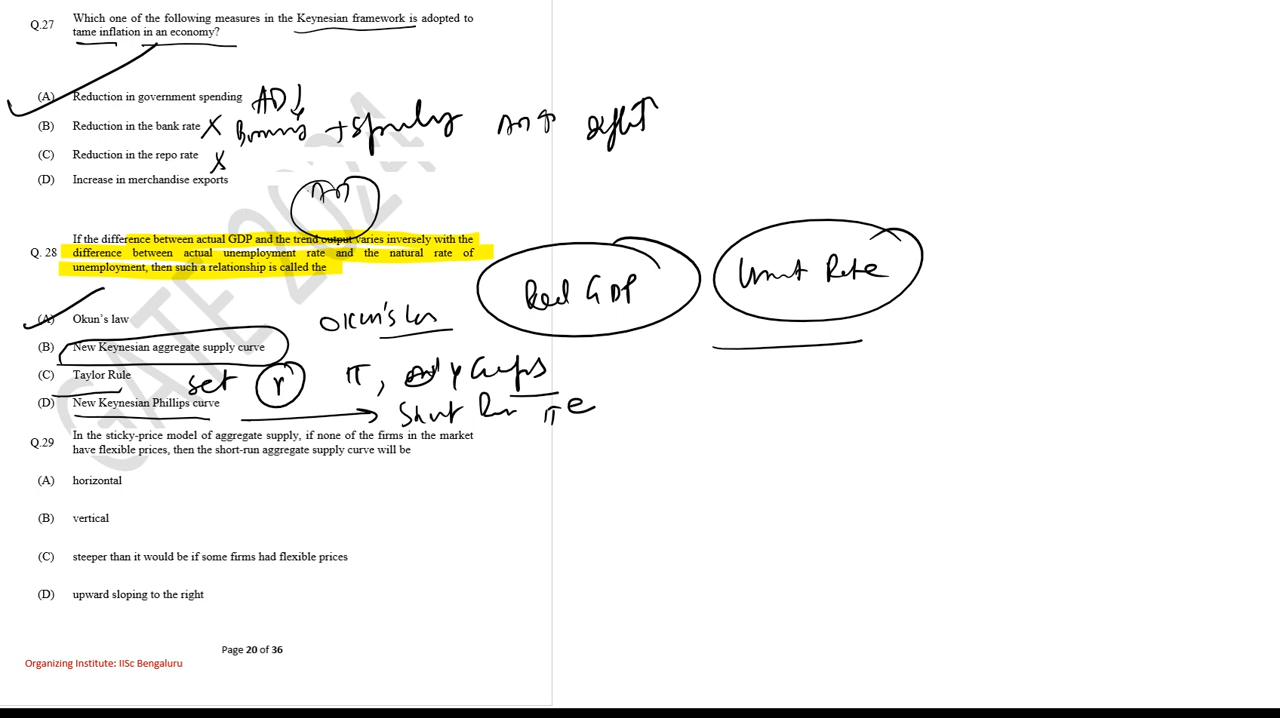 Q.27 Which one of the following measures in the Keynesian framework is adopted to
tame inflation in an economy?
(A) Reduction in government spending AD↓
(B) Reduction in the bank rate X
(C) Reduction in the repo rate X
(D) Increase in merchandise exports
Q. 28 If the difference between actual GDP and the trend output varies inversely with the
difference between actual unemployment rate and the natural rate of
unemployment, then such a relationship is called the
Real GDP
Unmt Rate
(A) Okun's law
Okun's law
(B) New Keynesian aggregate supply curve
(C) Taylor Rule set r π, y Gaps
(D) New Keynesian Phillips curve → Short Run πe
Q.29 In the sticky-price model of aggregate supply, if none of the firms in the market
have flexible prices, then the short-run aggregate supply curve will be
(A) horizontal
(B) vertical
(C) steeper than it would be if some firms had flexible prices
(D) upward sloping to the right
Page 20 of 36
Organizing Institute: IISc Bengaluru
GATE 2024